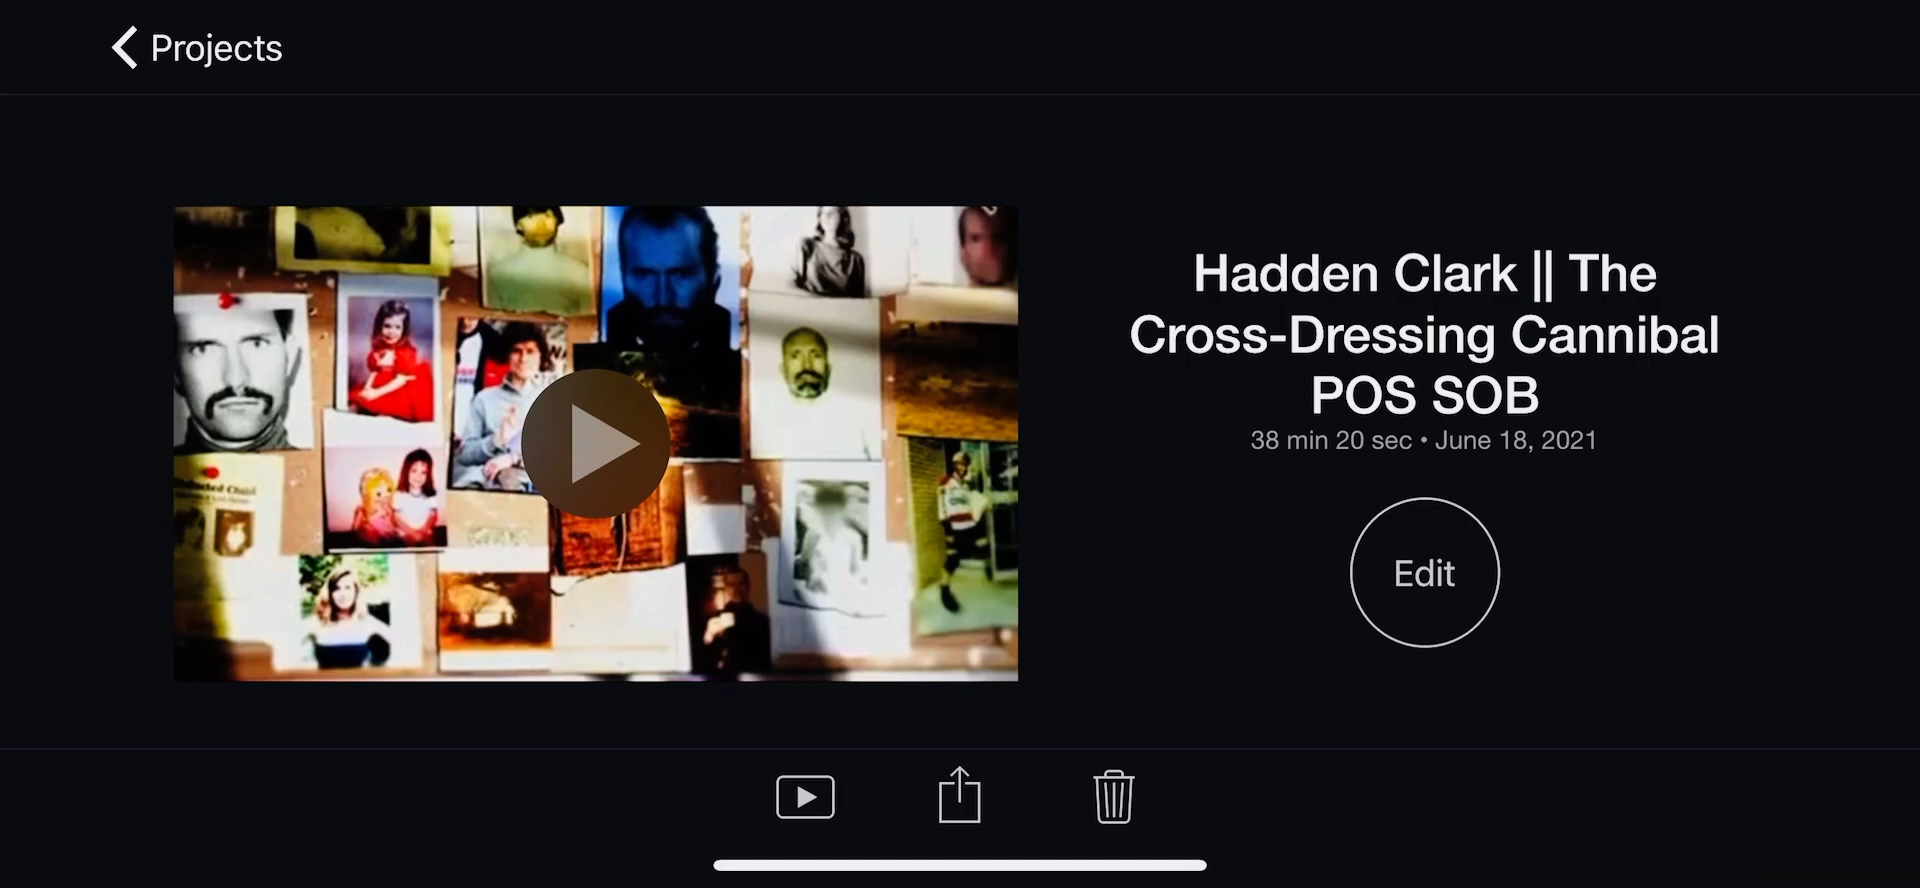 Projects
Hadden Clark || The
Cross-Dressing Cannibal
POS SOB
38 min 20 sec • June 18, 2021
Edit